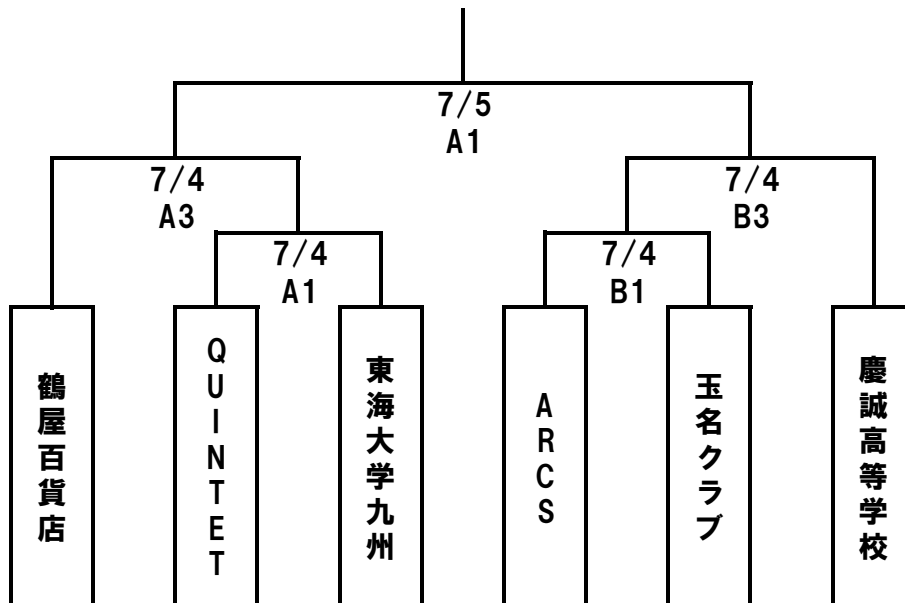 7/5
A1
7/4
A3
7/4
B3
7/4
A1
7/4
B1
鶴屋百貨店
QUINTET
東海大学九州
ARCS
玉名クラブ
慶誠高等学校